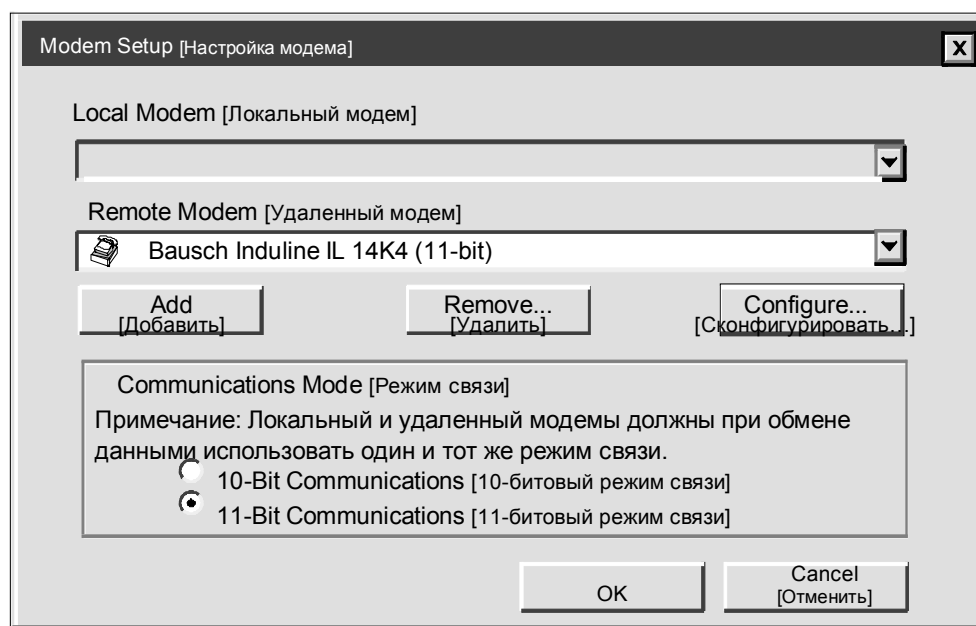 Modem Setup [Настройка модема]
X
Local Modem [Локальный модем]
Remote Modem [Удаленный модем]
Bausch Induline IL 14K4 (11-bit)
Add Remove... Configure...
[Добавить] [Удалить] [Сконфигурировать…]
Communications Mode [Режим связи]
Примечание: Локальный и удаленный модемы должны при обмене
данными использовать один и тот же режим связи.
10-Bit Communications [10-битовый режим связи]
11-Bit Communications [11-битовый режим связи]
OK
Cancel
[Отменить]